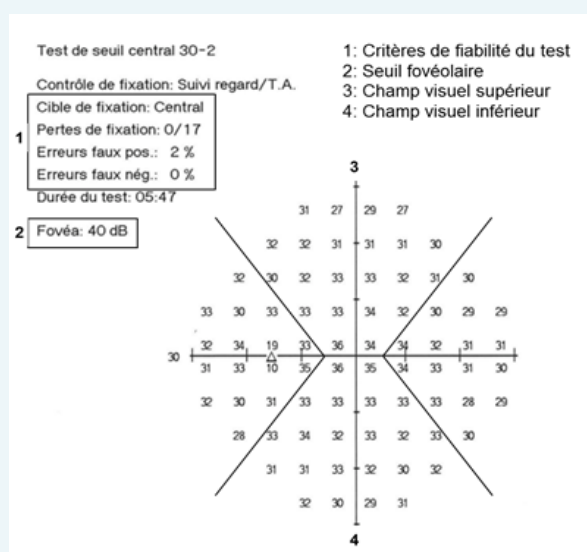 Test de seuil central 30-2
Contrôle de fixation: Suivi regard/T.A.
Cible de fixation: Central
Pertes de fixation: 0/17
Erreurs faux pos.: 2 %
Erreurs faux nég.: 0 %
Durée du test: 05:47
Fovéa: 40 dB
1
2
1: Critères de fiabilité du test
2: Seuil fovéolaire
3: Champ visuel supérieur
4: Champ visuel inférieur
3
31 27 29 27
32 32 31 31 31 30
32 30 32 33 33 32 31 30
33 30 33 33 33 34 32 30 29 29
32 34 19 33 36 34 34 32 31 31
30
31 33 10 35 36 35 34 33 31 30
32 30 31 33 33 33 33 33 28 29
28 33 34 32 33 32 33 30
31 31 33 32 30 32
32 30 29 31
4